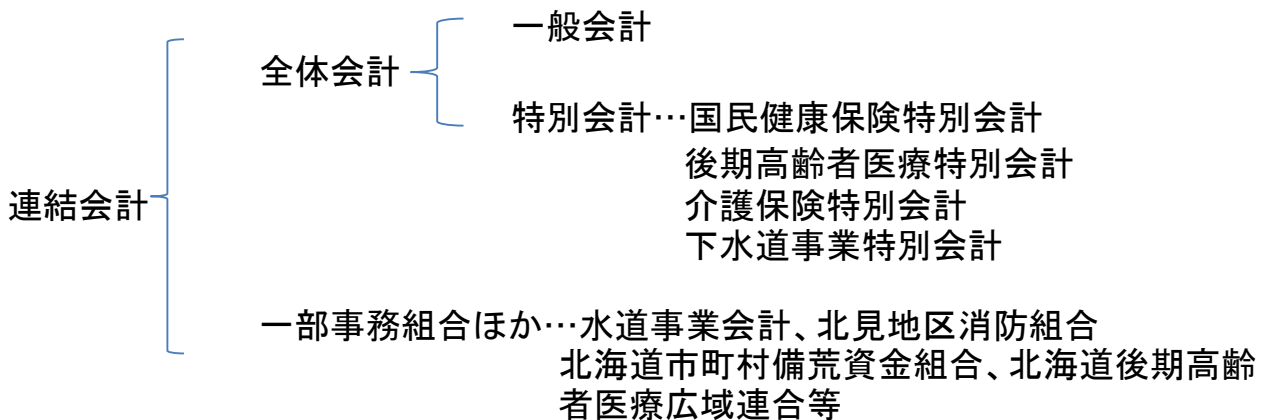 一般会計
全体会計
特別会計…国民健康保険特別会計
後期高齢者医療特別会計
介護保険特別会計
下水道事業特別会計
連結会計
一部事務組合ほか…水道事業会計、北見地区消防組合
北海道市町村備荒資金組合、北海道後期高齢
者医療広域連合等